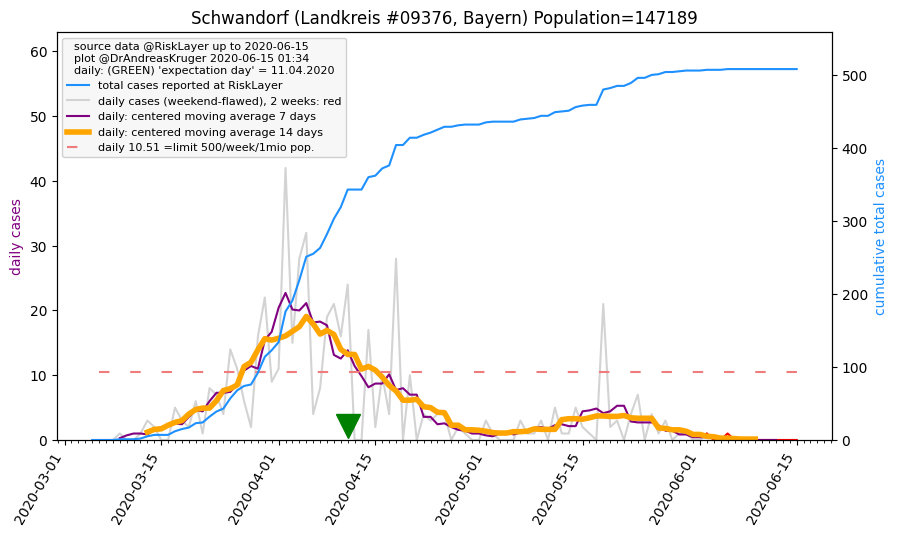 Schwandorf (Landkreis #09376, Bayern) Population=147189
source data @RiskLayer up to 2020-06-15
plot @DrAndreasKruger 2020-06-15 01:34
daily: (GREEN) 'expectation day' = 11.04.2020
total cases reported at RiskLayer
daily cases (weekend-flawed), 2 weeks: red
daily: centered moving average 7 days
daily: centered moving average 14 days
daily 10.51 =limit 500/week/1mio pop.
daily cases
60
50
40
30
20
10
0
cumulative total cases
500
400
300
200
100
0
2020-03-01
2020-03-15
2020-04-01
2020-04-15
2020-05-01
2020-05-15
2020-06-01
2020-06-15